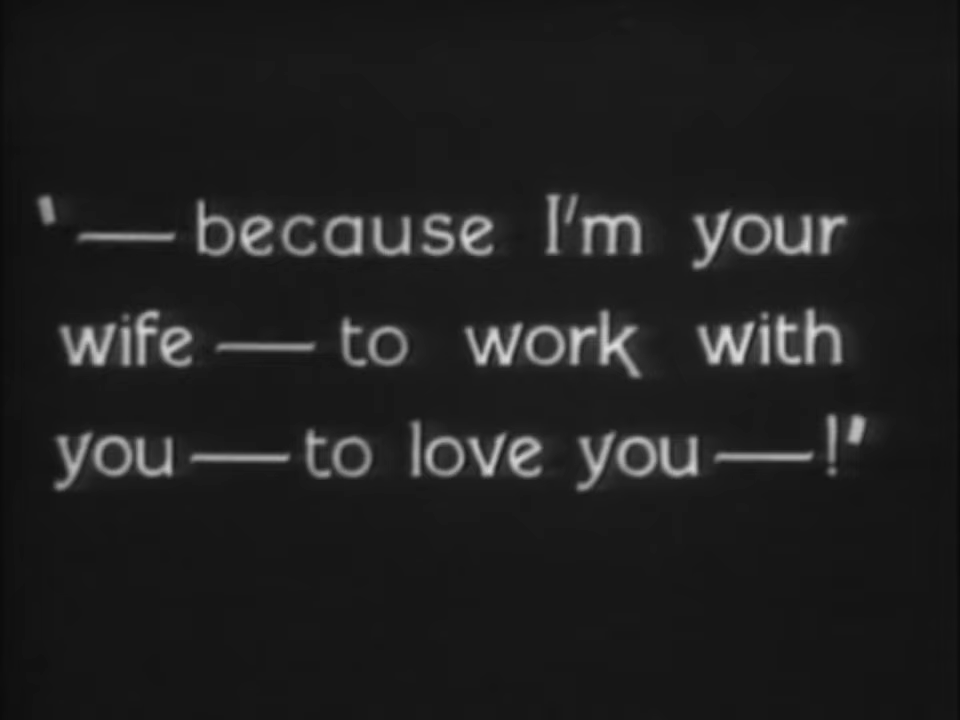 '— because I'm your
wife — to work with
you — to love you —!'